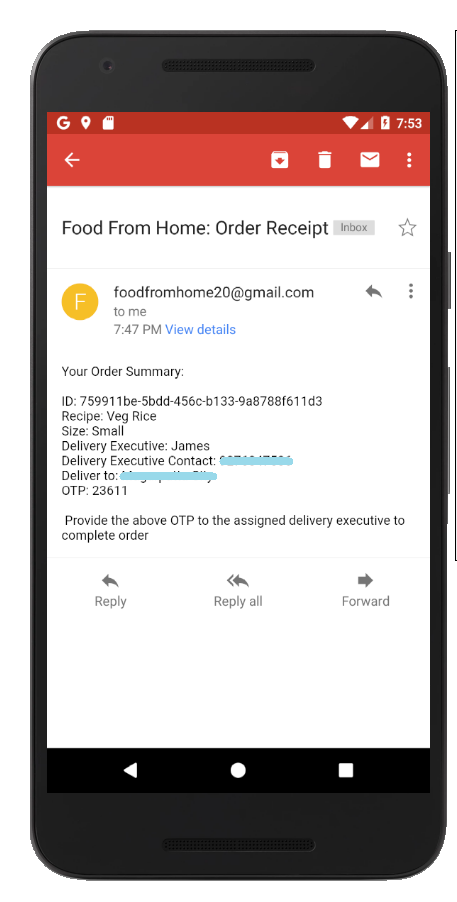 7:53
Food From Home: Order Receipt Inbox
F
foodfromhome20@gmail.com
to me
7:47 PM View details
Your Order Summary:
ID: 759911be-5bdd-456c-b133-9a8788f611d3
Recipe: Veg Rice
Size: Small
Delivery Executive: James
Delivery Executive Contact:
Deliver to:
OTP: 23611
Provide the above OTP to the assigned delivery executive to
complete order
Reply Reply all Forward